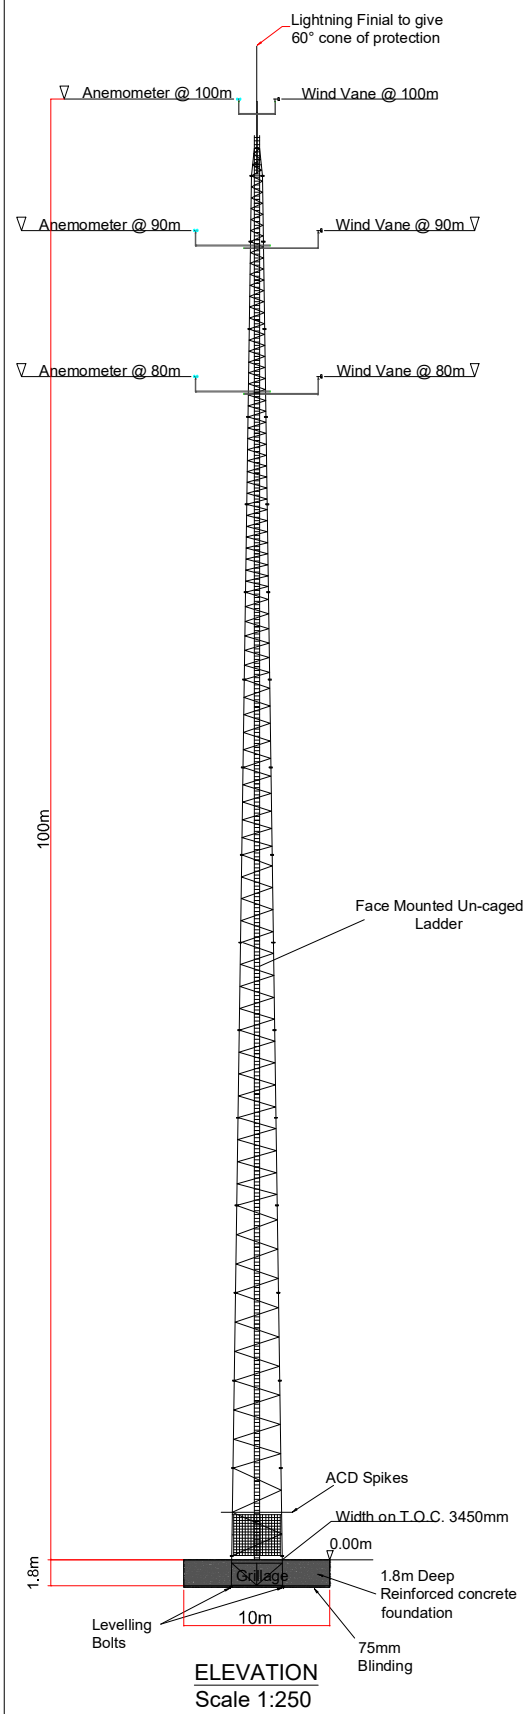 Lightning Finial to give
60° cone of protection
Anemometer @ 100m
Wind Vane @ 100m
Anemometer @ 90m
Wind Vane @ 90m
Anemometer @ 80m
Wind Vane @ 80m
100m
Face Mounted Un-caged
Ladder
ACD Spikes
Width on T.O.C. 3450mm
0.00m
1.8m
Grillage
1.8m Deep
Reinforced concrete
foundation
Levelling
Bolts
10m
75mm
Blinding
ELEVATION
Scale 1:250